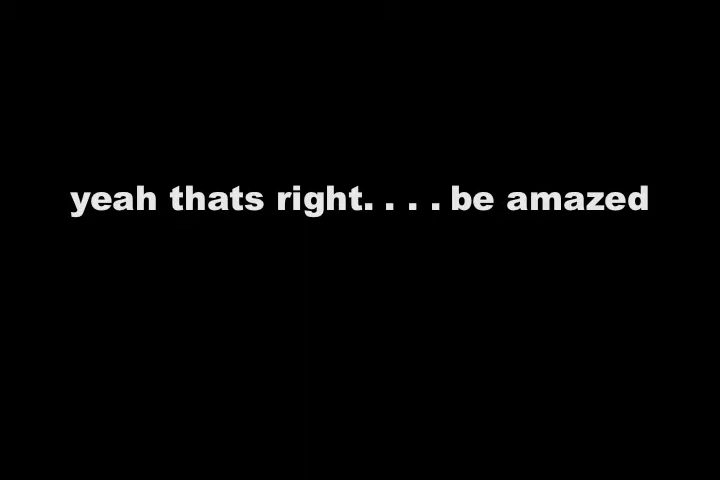 yeah thats right. . . . be amazed